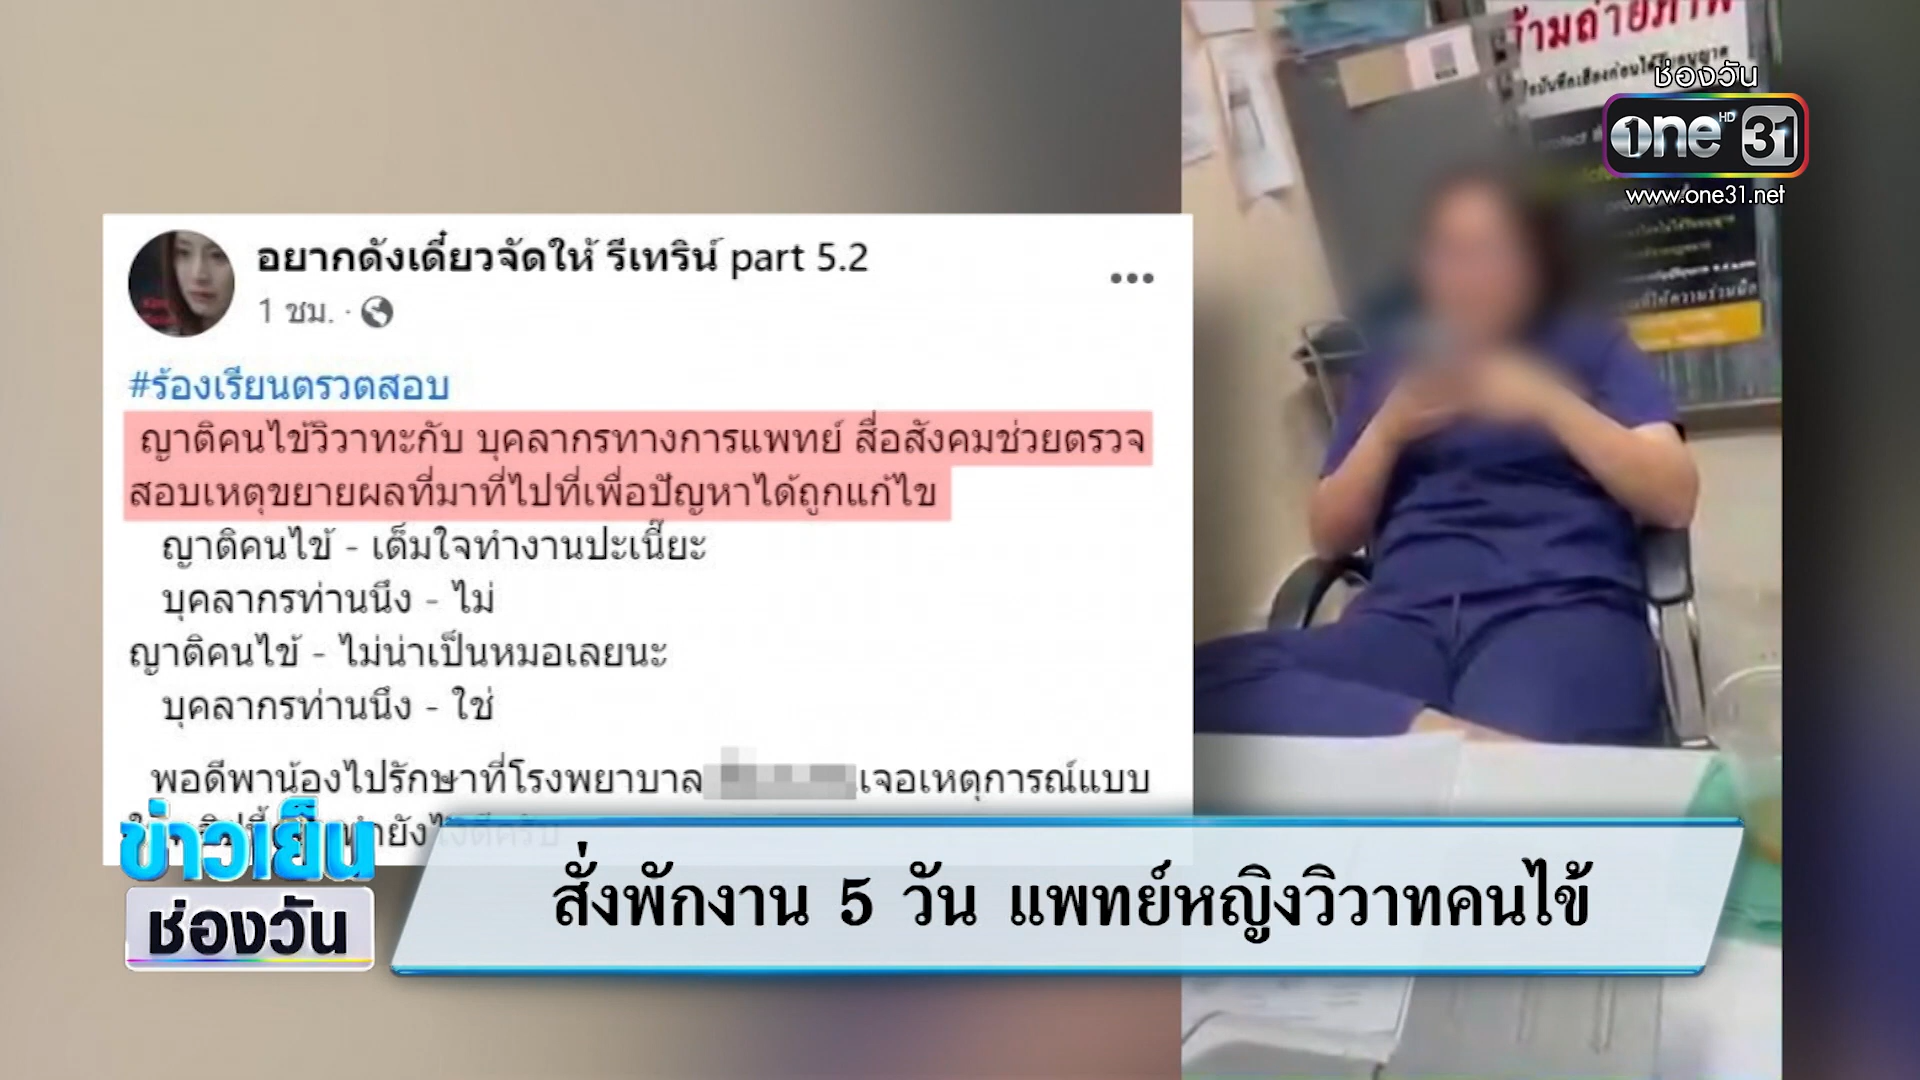 อยากดังเดี๋ยวจัดให้ รีเทริน์ part 5.2
1 ชม.
#ร้องเรียนตรวตสอบ
ญาติคนไข้วิวาทะกับ บุคลากรทางการแพทย์ สื่อสังคมช่วยตรวจ
สอบเหตุขยายผลที่มาที่ไปที่เพื่อปัญหาได้ถูกแก้ไข
ญาติคนไข้ - เต็มใจทำงานปะเนี๊ยะ
บุคลากรท่านนึง - ไม่
ญาติคนไข้ - ไม่น่าเป็นหมอเลยนะ
บุคลากรท่านนึง - ใช่
พอดีพาน้องไปรักษาที่โรงพยาบาล เจอเหตุการณ์แบบ
ข่าวเย็น
ช่องวัน
สั่งพักงาน 5 วัน แพทย์หญิงวิวาทคนไข้
ช่องวัน
one HD 31
www.one31.net
ห้ามถ่ายภาพ